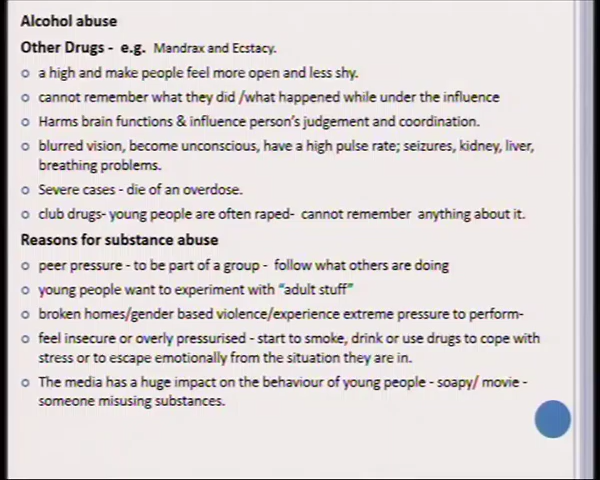 Alcohol abuse
Other Drugs - e.g. Mandrax and Ecstacy.
a high and make people feel more open and less shy.
cannot remember what they did /what happened while under the influence
Harms brain functions & influence person's judgement and coordination.
blurred vision, become unconscious, have a high pulse rate; seizures, kidney, liver,
breathing problems.
Severe cases - die of an overdose.
club drugs- young people are often raped- cannot remember anything about it.
Reasons for substance abuse
peer pressure - to be part of a group - follow what others are doing
young people want to experiment with "adult stuff"
broken homes/gender based violence/experience extreme pressure to perform-
feel insecure or overly pressurised - start to smoke, drink or use drugs to cope with
stress or to escape emotionally from the situation they are in.
The media has a huge impact on the behaviour of young people - soapy/ movie -
someone misusing substances.